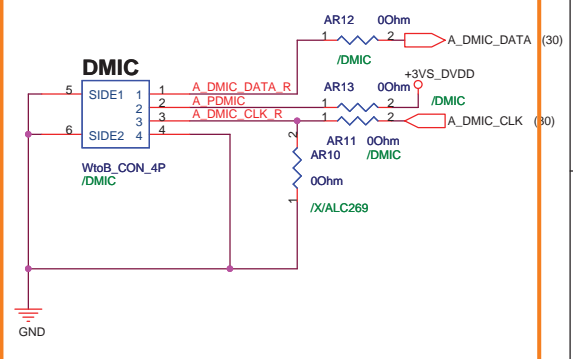 AR12 0Ohm
1 2 A_DMIC_DATA (30)
/DMIC
DMIC
+3VS_DVDD
5 SIDE1 1 1 A_DMIC_DATA_R
AR13 0Ohm
2 2 A_PDMIC 1 2 /DMIC
3 3 A_DMIC_CLK_R 1 2 A_DMIC_CLK (30)
6 SIDE2 4 4
2 AR11 0Ohm
AR10 /DMIC
WtoB_CON_4P
/DMIC
0Ohm
1
/X/ALC269
GND